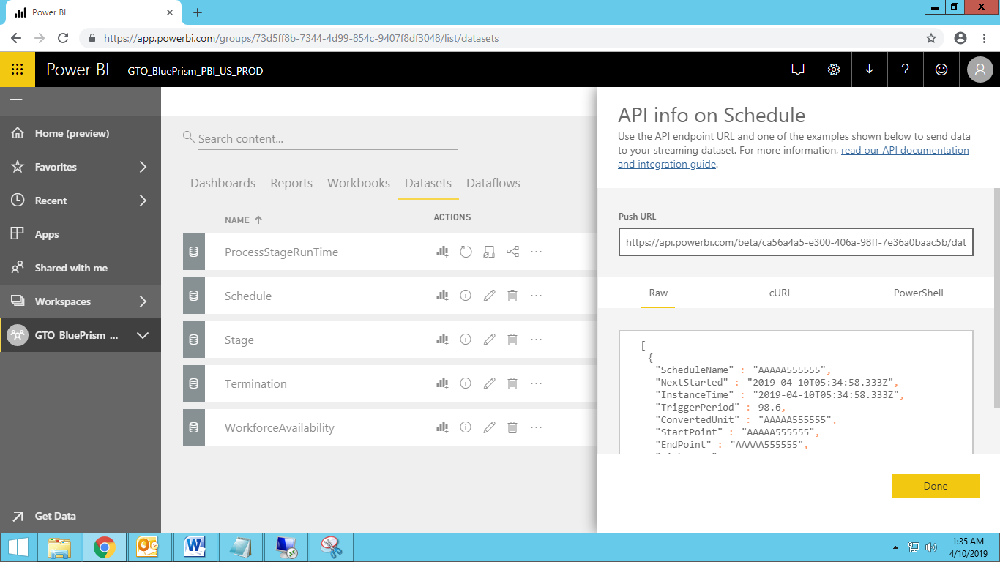 Power BI
https://app.powerbi.com/groups/73d5ff8b-7344-4d99-854c-9407f8df3048/list/datasets
Power BI
GTO_BluePrism_PBI_US_PROD
Home (preview)
Favorites
Recent
Apps
Shared with me
Workspaces
GTO_BluePrism_...
Get Data
Search content...
Dashboards Reports Workbooks Datasets Dataflows
NAME ACTIONS
ProcessStageRunTime
Schedule
Stage
Termination
WorkforceAvailability
API info on Schedule
Use the API endpoint URL and one of the examples shown below to send data
to your streaming dataset. For more information, read our API documentation
and integration guide.
Push URL
https://api.powerbi.com/beta/ca56a4a5-e300-406a-98ff-7e36a0baac5b/dat
Raw cURL PowerShell
[
{
"ScheduleName" : "AAAAA555555",
"NextStarted" : "2019-04-10T05:34:58.333Z",
"InstanceTime" : "2019-04-10T05:34:58.333Z",
"TriggerPeriod" : 98.6,
"ConvertedUnit" : "AAAAA555555",
"StartPoint" : "AAAAA555555",
"EndPoint" : "AAAAA555555",
Done
1:35 AM
4/10/2019